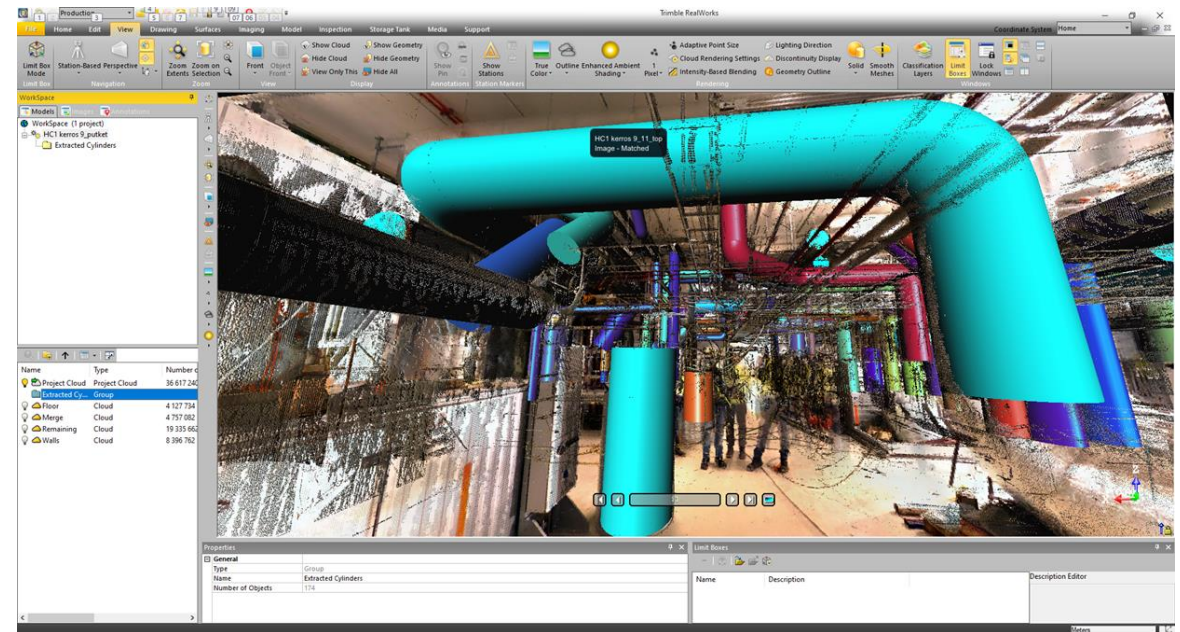 Trimble RealWorks
Production
File Home Edit View Drawing Surfaces Imaging Model Inspection Storage Tank Media Support
Coordinate System Home
Limit Box Mode
Station-Based Perspective
Zoom Extents
Zoom on Selection
Front
Object Front
Show Cloud
Hide Cloud
View Only This
Show Geometry
Hide Geometry
Hide All
Show Pin
Show Stations
True Color
Outline
Enhanced Ambient Shading
1 Pixel
Adaptive Point Size
Cloud Rendering Settings
Intensity-Based Blending
Lighting Direction
Discontinuity Display
Geometry Outline
Solid
Smooth Meshes
Classification Layers
Limit Boxes
Lock Windows
Limit Box Navigation Zoom View Display Annotations Station Markers Rendering Windows
WorkSpace
Models Images Annotations
WorkSpace (1 project)
HC1 kerros 9_putket
Extracted Cylinders
HC1 kerros 9_11_top
Image - Matched
Name Type Number o
Project Cloud Project Cloud 36 617 240
Extracted Cy... Group
Floor Cloud 4 127 734
Merge Cloud 4 757 082
Remaining Cloud 19 335 662
Walls Cloud 8 396 762
Z
Properties
General
Type Group
Name Extracted Cylinders
Number of Objects 174
Limit Boxes
Name Description
Description Editor
Meters